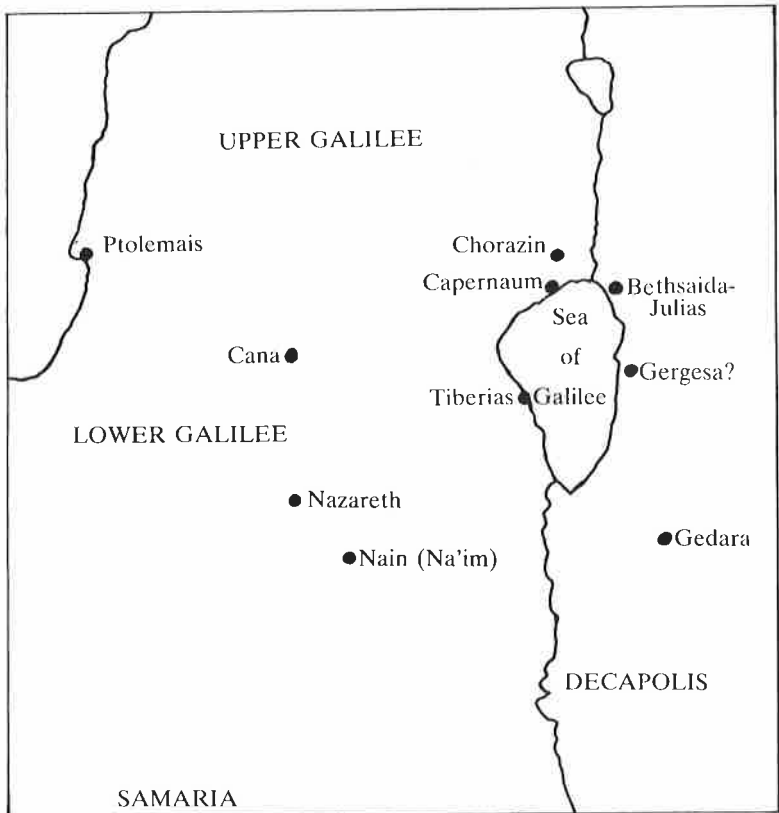 UPPER GALILEE
Ptolemais
Chorazin
Capernaum
Bethsaida-
Julias
Sea
of
Galilee
Cana
Gergesa?
Tiberias
LOWER GALILEE
Nazareth
Gedara
Nain (Na'im)
DECAPOLIS
SAMARIA